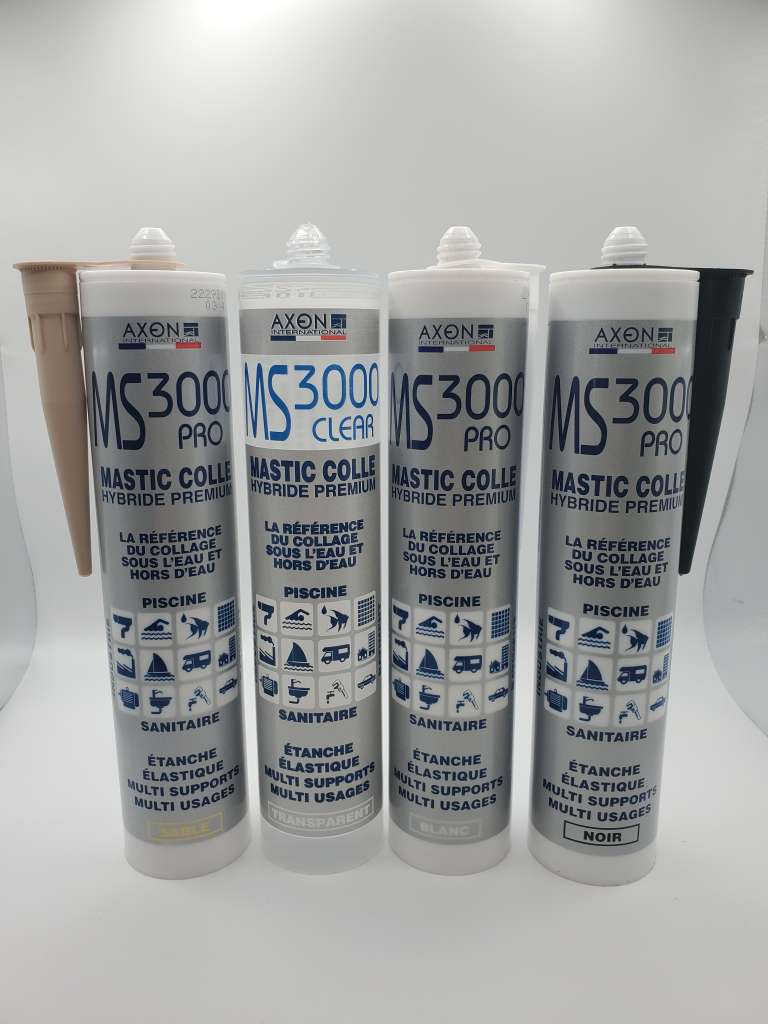 AXON
INTERNATIONAL
MS3000
PRO
MASTIC COLLE
HYBRIDE PREMIUM
LA RÉFÉRENCE
DU COLLAGE
SOUS L'EAU ET
HORS D'EAU
PISCINE
SANITAIRE
ÉTANCHE
ÉLASTIQUE
MULTI SUPPORTS
MULTI USAGES
SABLE
AXON
INTERNATIONAL
MS3000
CLEAR
MASTIC COLLE
HYBRIDE PREMIUM
LA RÉFÉRENCE
DU COLLAGE
SOUS L'EAU ET
HORS D'EAU
PISCINE
SANITAIRE
ÉTANCHE
ÉLASTIQUE
MULTI SUPPORTS
MULTI USAGES
TRANSPARENT
AXON
INTERNATIONAL
MS3000
PRO
MASTIC COLLE
HYBRIDE PREMIUM
LA RÉFÉRENCE
DU COLLAGE
SOUS L'EAU ET
HORS D'EAU
PISCINE
SANITAIRE
ÉTANCHE
ÉLASTIQUE
MULTI SUPPORTS
MULTI USAGES
BLANC
AXON
INTERNATIONAL
MS3000
PRO
MASTIC COLLE
HYBRIDE PREMIUM
LA RÉFÉRENCE
DU COLLAGE
SOUS L'EAU ET
HORS D'EAU
PISCINE
SANITAIRE
ÉTANCHE
ÉLASTIQUE
MULTI SUPPORTS
MULTI USAGES
NOIR